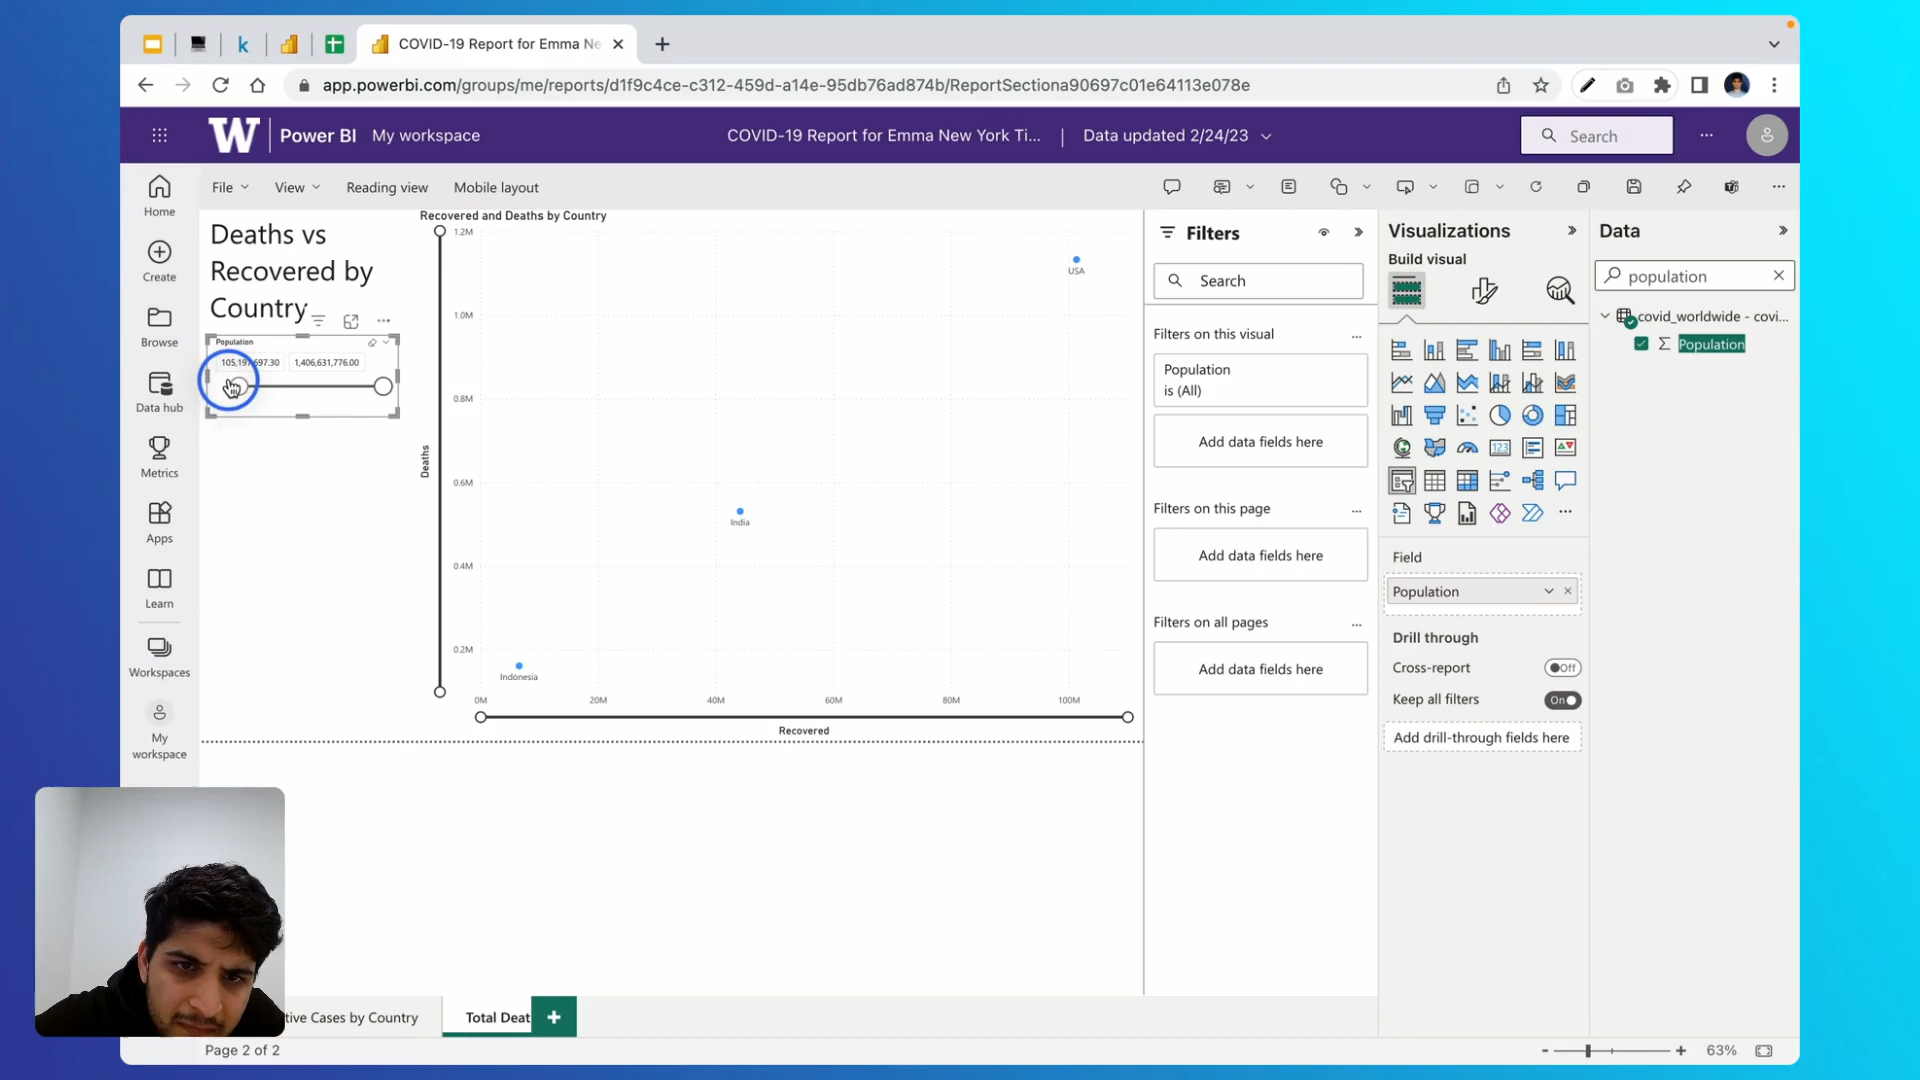 k
COVID-19 Report for Emma Ne
app.powerbi.com/groups/me/reports/d1f9c4ce-c312-459d-a14e-95db76ad874b/ReportSectiona90697c01e64113e078e
W Power BI My workspace
COVID-19 Report for Emma New York Ti... | Data updated 2/24/23
Search
File View Reading view Mobile layout
Home
Create
Browse
Data hub
Metrics
Apps
Learn
Workspaces
My
workspace
Deaths vs
Recovered by
Country
Population
1,406,631,776.00
Recovered and Deaths by Country
1.2M
1.0M
0.8M
0.6M
0.4M
0.2M
Deaths
USA
India
Indonesia
0M 20M 40M 60M 80M 100M
Recovered
Filters
Search
Filters on this visual
Population
is (All)
Add data fields here
Filters on this page
Add data fields here
Filters on all pages
Add data fields here
Visualizations
Build visual
123
Field
Population
Drill through
Cross-report
Off
Keep all filters
On
Add drill-through fields here
Data
population
covid_worldwide - covi...
Population
tive Cases by Country
Total Deat
Page 2 of 2
63%